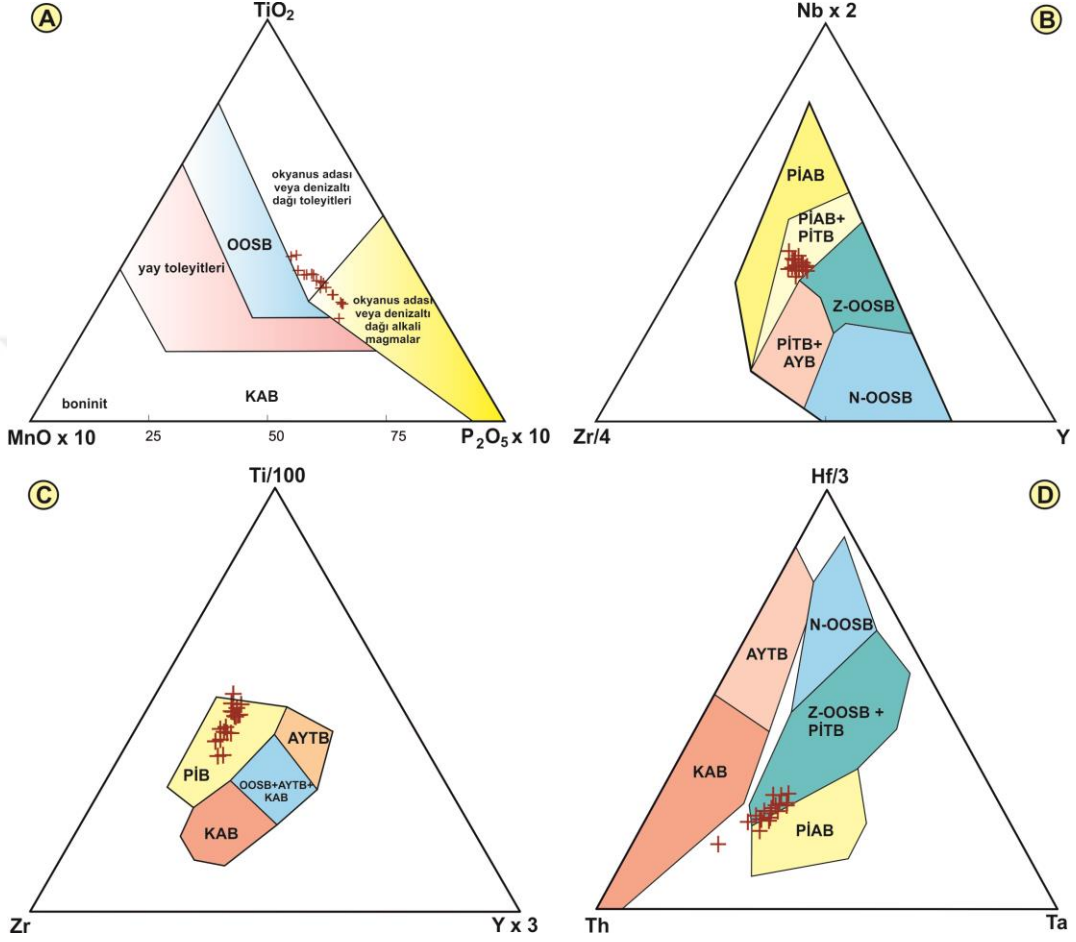 A
TiO2
okyanus adası
veya denizaltı
dağı toleyitleri
OOSB
yay toleyitleri
okyanus adası
veya denizaltı
dağı alkali
magmalar
KAB
boninit
MnO x 10
25
50
75
P2O5 x 10
B
Nb x 2
PİAB
PİAB+
PİTB
Z-OOSB
PİTB+
AYB
N-OOSB
Zr/4
Y
C
Ti/100
AYTB
PİB
OOSB+AYTB+
KAB
KAB
Zr
Y x 3
D
Hf/3
N-OOSB
AYTB
Z-OOSB +
PİTB
KAB
PİAB
Th
Ta